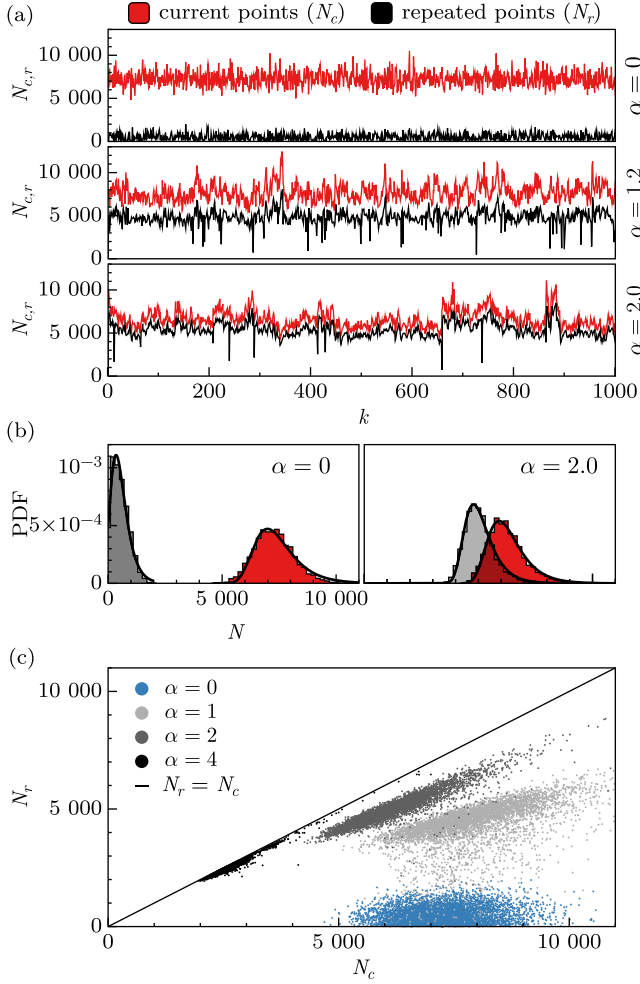 (a) current points (N_c) repeated points (N_r)
N_{c,r} 10 000 5 000 0 α = 0
N_{c,r} 10 000 5 000 0 α = 1.2
N_{c,r} 10 000 5 000 0 α = 2.0
0 200 400 600 800 1000
k
(b)
PDF 10^{−3} 5×10^{−4} 0 α = 0 α = 2.0
0 5 000 10 000
N
(c)
N_r 10 000 5 000 0
α = 0
α = 1
α = 2
α = 4
N_r = N_c
0 5 000 10 000
N_c